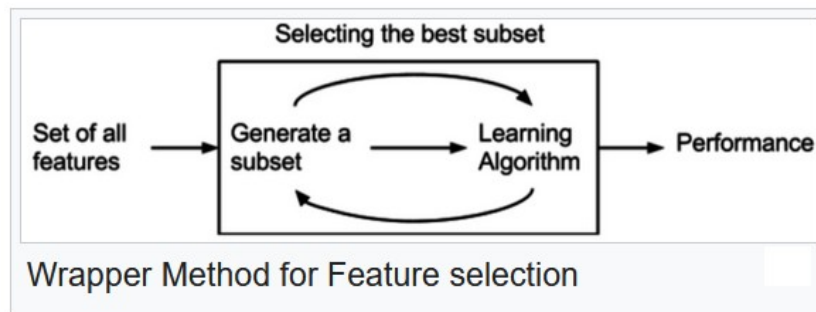 Selecting the best subset
Set of all
features
Generate a
subset
Learning
Algorithm
Performance
Wrapper Method for Feature selection